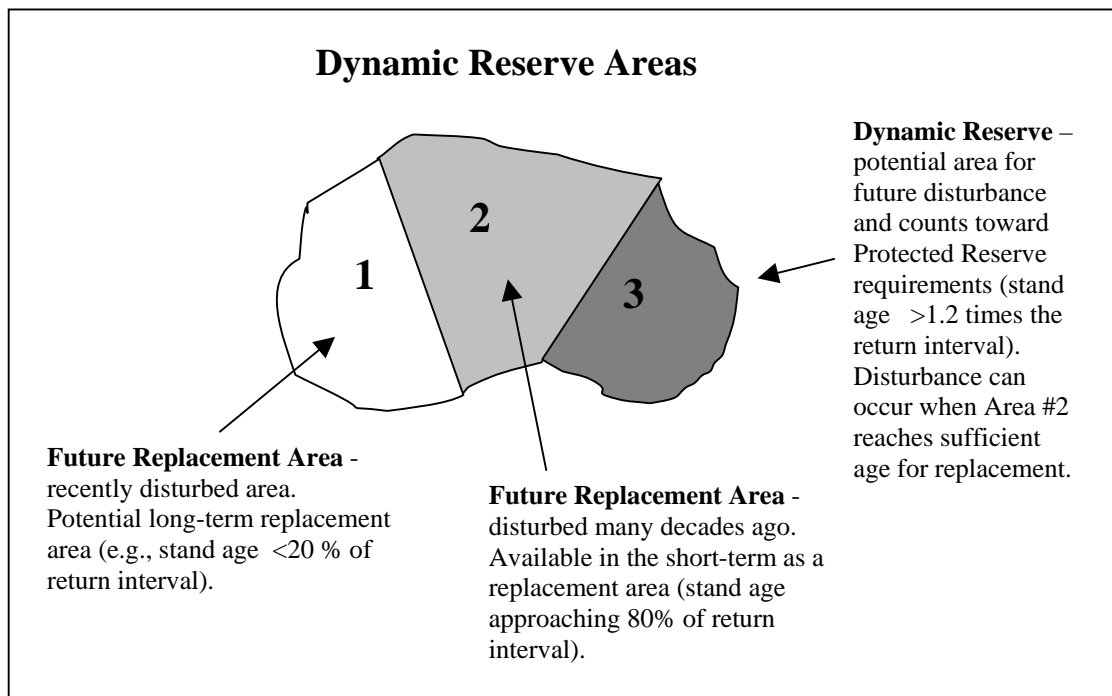 Dynamic Reserve Areas
1
2
3
Dynamic Reserve –
potential area for
future disturbance
and counts toward
Protected Reserve
requirements (stand
age >1.2 times the
return interval).
Disturbance can
occur when Area #2
reaches sufficient
age for replacement.
Future Replacement Area -
recently disturbed area.
Potential long-term replacement
area (e.g., stand age <20 % of
return interval).
Future Replacement Area -
disturbed many decades ago.
Available in the short-term as a
replacement area (stand age
approaching 80% of return
interval).